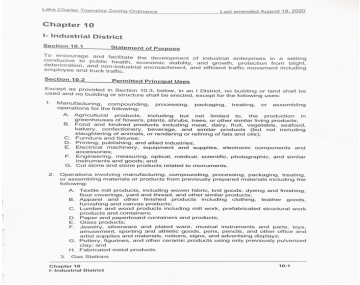 Lake Charter Township Zoning Ordinance Last amended August 18, 2020
Chapter 10
I- Industrial District
Section 10.1 Statement of Purpose
To encourage and facilitate the development of industrial enterprises in a setting
conducive to public health, economic stability, and growth, protection from blight,
deterioration, and non-industrial encroachment, and efficient traffic movement including
employee and truck traffic.
Section 10.2 Permitted Principal Uses
Except as provided in Section 10.3, below, in an I District, no building or land shall be
used and no building or structure shall be erected, except for the following uses:
1. Manufacturing, compounding, processing, packaging, treating, or assembling
operations for the following:
A. Agricultural products, including but not limited to, the production in
greenhouses of flowers, plants, shrubs, trees, or other similar living products;
B. Food and kindred products including meat, dairy, fruit, vegetable, seafood,
bakery, confectionery, beverage, and similar products (but not including
slaughtering of animals, or rendering or refining of fats and oils);
C. Furniture and fixtures;
D. Printing, publishing, and allied industries;
E. Electrical machinery, equipment and supplies, electronic components and
accessories;
F. Engineering, measuring, optical, medical, scientific, photographic, and similar
instruments and goods; and
G. Cut stone and stone products related to monuments.
2. Operations involving manufacturing, compounding, processing, packaging, treating,
or assembling materials or products from previously prepared materials including the
following:
A. Textile mill products, including woven fabric, knit goods, dyeing and finishing,
floor coverings, yarn and thread, and other similar products;
B. Apparel and other finished products including clothing, leather goods,
furnishing and canvas products;
C. Lumber and wood products including mill work, prefabricated structural work
products and containers;
D. Paper and paperboard containers and products;
E. Glass products;
F. Jewelry, silverware and plated ware, musical instruments and parts, toys,
amusement, sporting and athletic goods, pens, pencils, and other office and
artist supplies and materials, notions, signs, and advertising displays;
G. Pottery, figurines, and other ceramic products using only previously pulverized
clay; and
H. Fabricated metal products.
3. Gas Stations
Chapter 10 10-1
I- Industrial District